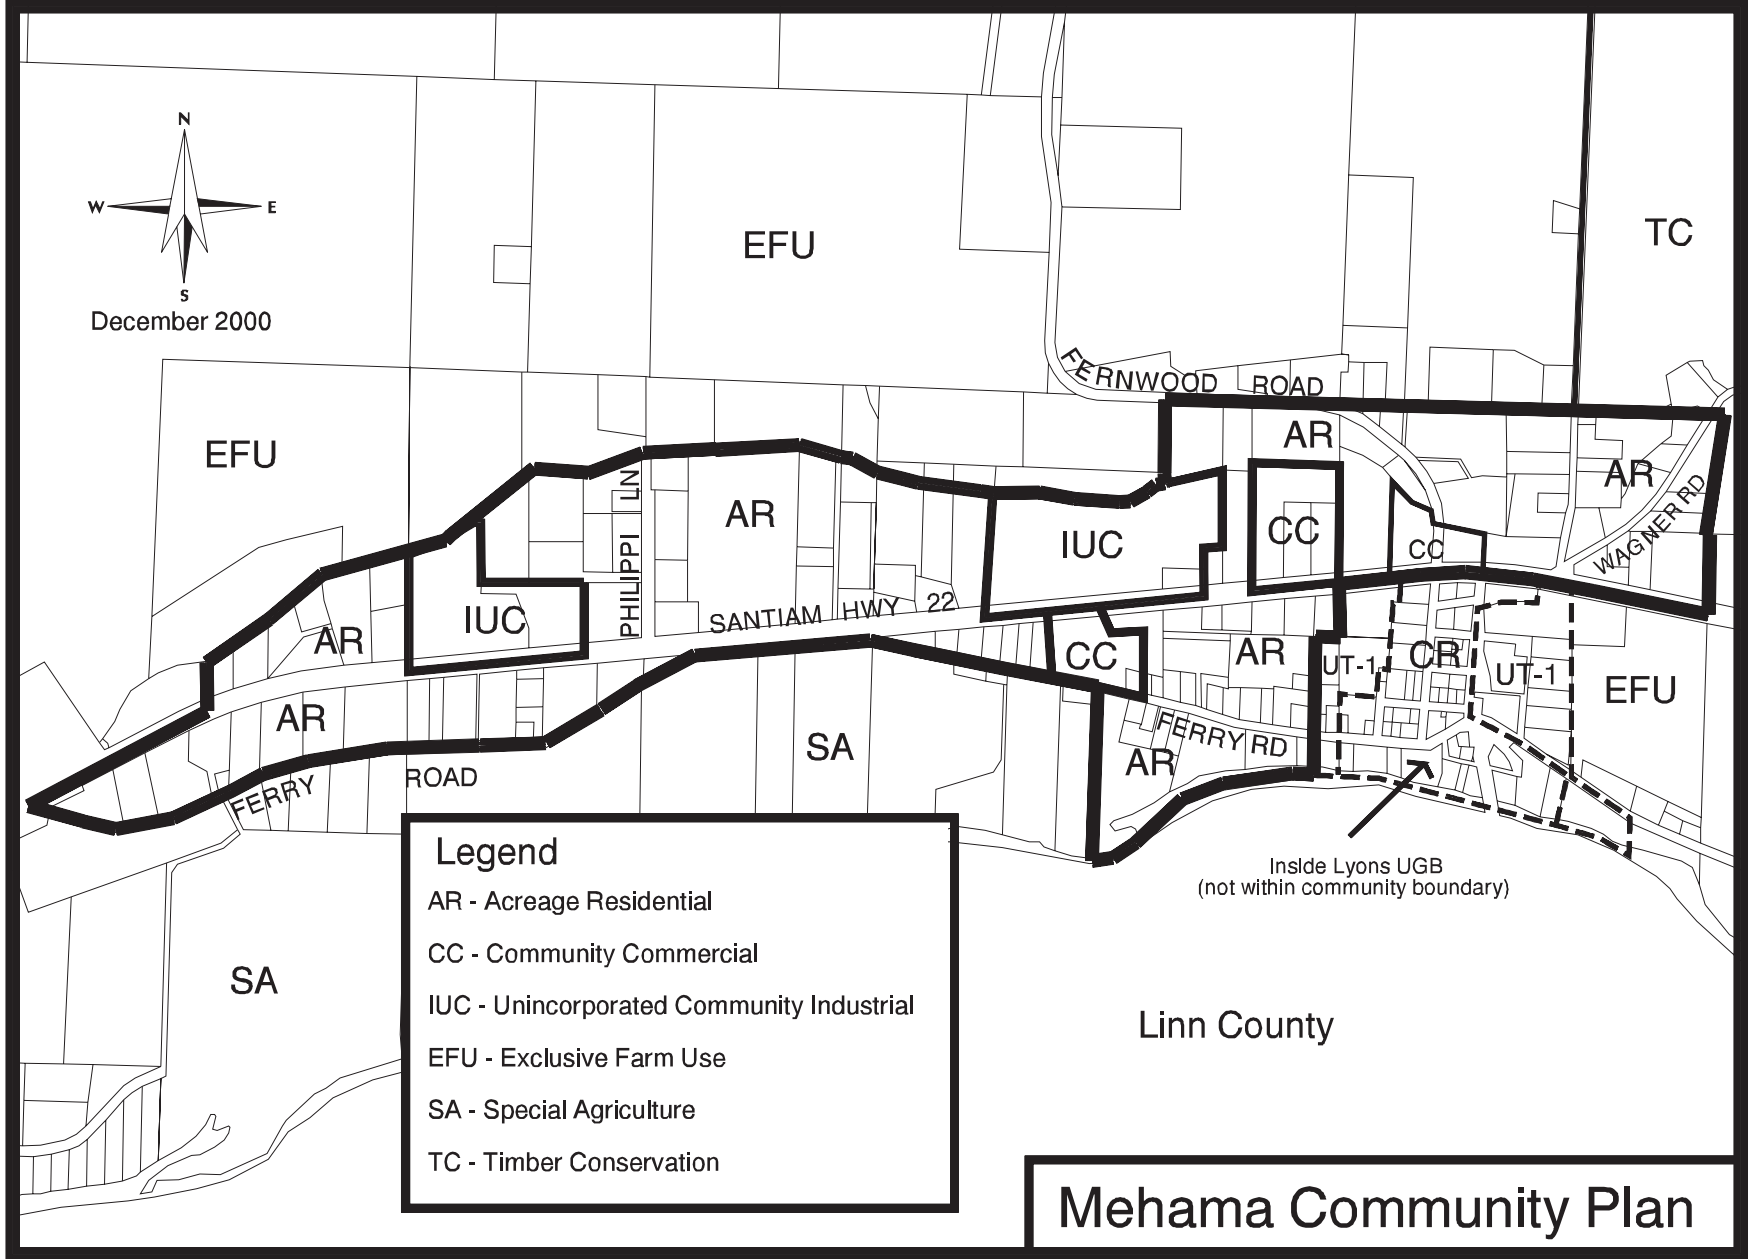 N
W E
S
December 2000
EFU
TC
FERNWOOD ROAD
EFU
AR
AR
AR
WAGNER RD
PHILIPPI LN
IUC
CC
CC
IUC
SANTIAM HWY 22
AR
CC
AR
UT-1
CR
UT-1
EFU
AR
SA
FERRY RD
AR
FERRY ROAD
Inside Lyons UGB
(not within community boundary)
Legend
AR - Acreage Residential
CC - Community Commercial
IUC - Unincorporated Community Industrial
EFU - Exclusive Farm Use
SA - Special Agriculture
TC - Timber Conservation
SA
Linn County
Mehama Community Plan